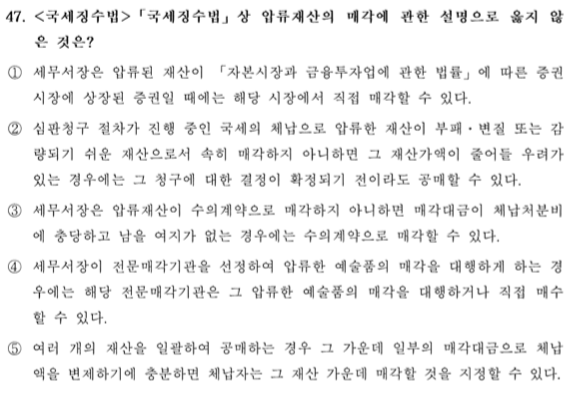 47. <국세징수법>「국세징수법」상 압류재산의 매각에 관한 설명으로 옳지 않
은 것은?
① 세무서장은 압류된 재산이 「자본시장과 금융투자업에 관한 법률」에 따른 증권
시장에 상장된 증권일 때에는 해당 시장에서 직접 매각할 수 있다.
② 심판청구 절차가 진행 중인 국세의 체납으로 압류한 재산이 부패·변질 또는 감
량되기 쉬운 재산으로서 속히 매각하지 아니하면 그 재산가액이 줄어들 우려가
있는 경우에는 그 청구에 대한 결정이 확정되기 전이라도 공매할 수 있다.
③ 세무서장은 압류재산이 수의계약으로 매각하지 아니하면 매각대금이 체납처분비
에 충당하고 남을 여지가 없는 경우에는 수의계약으로 매각할 수 있다.
④ 세무서장이 전문매각기관을 선정하여 압류한 예술품의 매각을 대행하게 하는 경
우에는 해당 전문매각기관은 그 압류한 예술품의 매각을 대행하거나 직접 매수
할 수 있다.
⑤ 여러 개의 재산을 일괄하여 공매하는 경우 그 가운데 일부의 매각대금으로 체납
액을 변제하기에 충분하면 체납자는 그 재산 가운데 매각할 것을 지정할 수 있다.